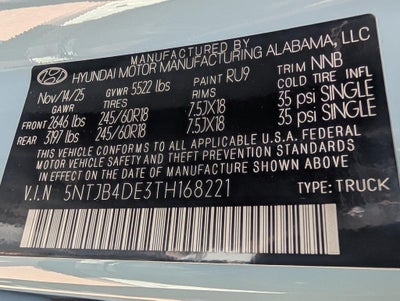 MANUFACTURED BY
HYUNDAI MOTOR MANUFACTURING ALABAMA, LLC
Nov/14/25 GVWR 5522 lbs PAINT RU9 TRIM NNB
GAWR TIRES RIMS COLD TIRE INFL
FRONT 2646 lbs 245/60R18 7.5JX18 35 psi SINGLE
REAR 3197 lbs 245/60R18 7.5JX18 35 psi SINGLE
THIS VEHICLE CONFORMS TO ALL APPLICABLE U.S.A. FEDERAL
MOTOR VEHICLE SAFETY AND THEFT PREVENTION STANDARDS
IN EFFECT ON THE DATE OF MANUFACTURE SHOWN ABOVE
V.I.N 5NTJB4DE3TH168221 TYPE: TRUCK